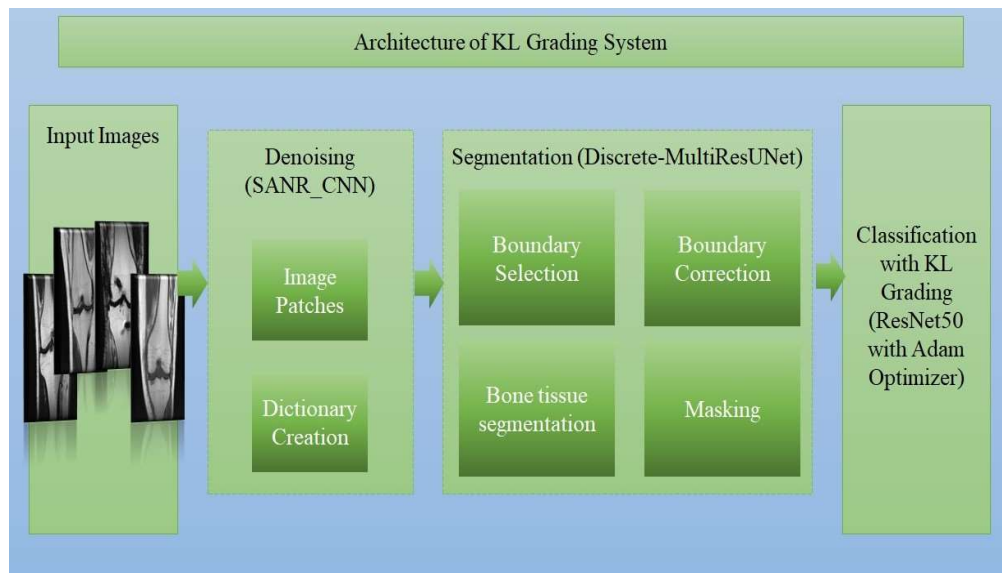 Architecture of KL Grading System
Input Images
Denoising
(SANR_CNN)
Image
Patches
Dictionary
Creation
Segmentation (Discrete-MultiResUNet)
Boundary
Selection
Boundary
Correction
Bone tissue
segmentation
Masking
Classification
with KL
Grading
(ResNet50
with Adam
Optimizer)